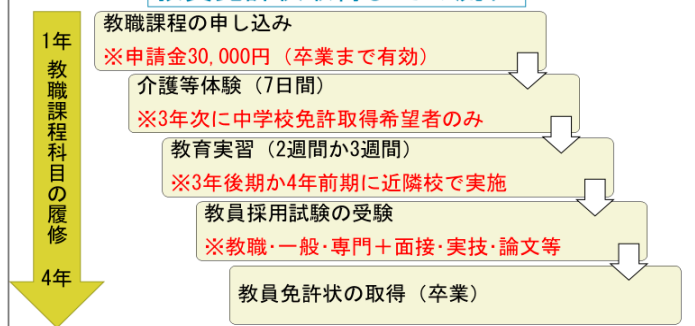 教職課程の申し込み
※申請金30,000円（卒業まで有効）
介護等体験（7日間）
※3年次に中学校免許取得希望者のみ
教育実習（2週間か3週間）
※3年後期か4年前期に近隣校で実施
教員採用試験の受験
※教職・一般・専門＋面接・実技・論文等
教員免許状の取得（卒業）
1年
教職課程科目の履修
4年